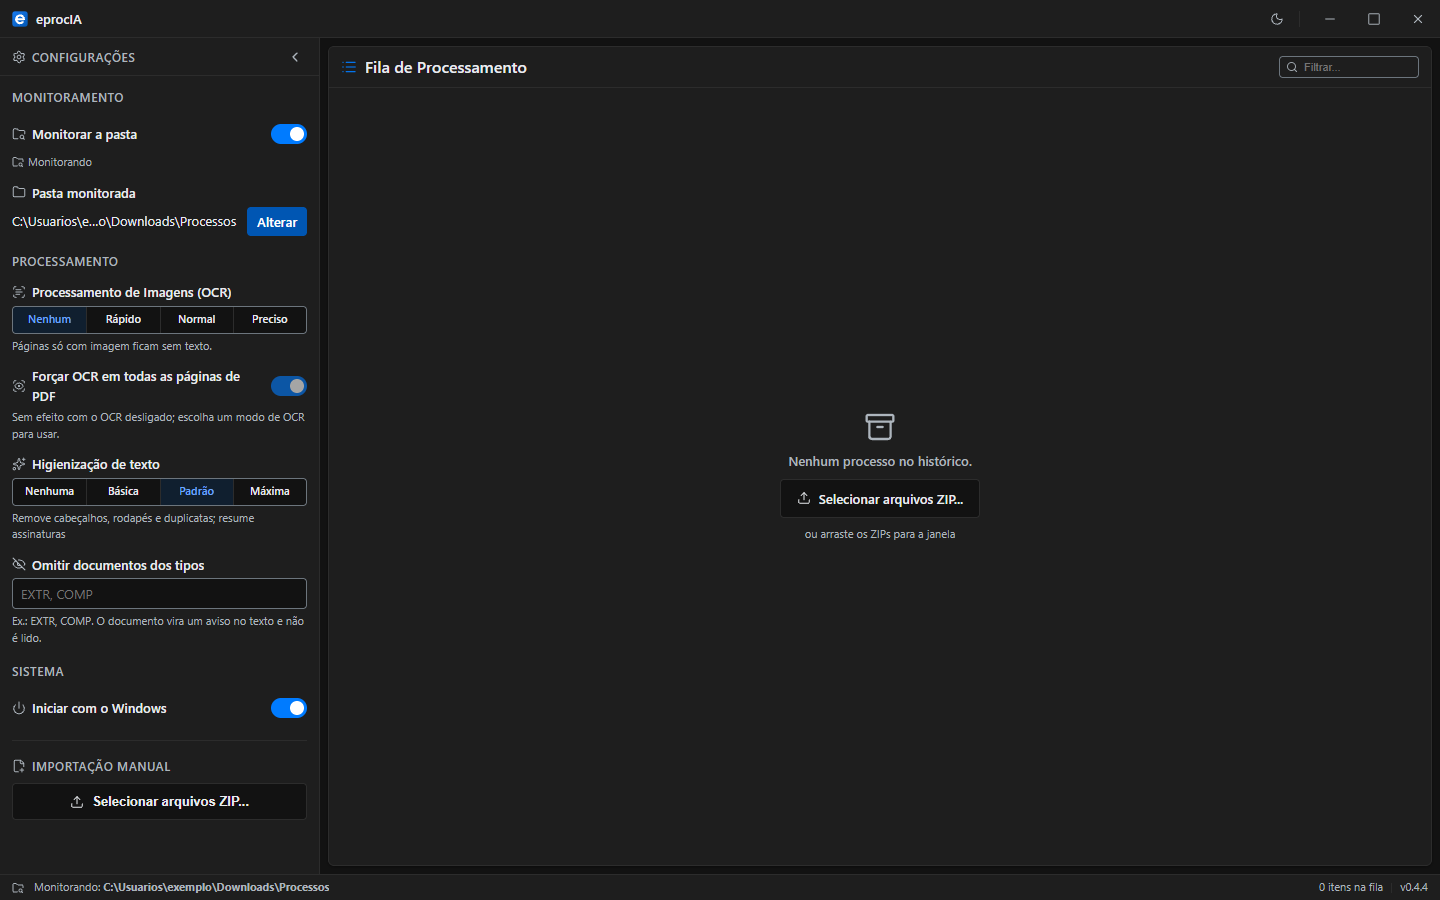 eprocIA
CONFIGURAÇÕES
MONITORAMENTO
Monitorar a pasta
Monitorando
Pasta monitorada
C:\Usuarios\e...o\Downloads\Processos
Alterar
PROCESSAMENTO
Processamento de Imagens (OCR)
Nenhum Rápido Normal Preciso
Páginas só com imagem ficam sem texto.
Forçar OCR em todas as páginas de
PDF
Sem efeito com o OCR desligado; escolha um modo de OCR
para usar.
Higienização de texto
Nenhuma Básica Padrão Máxima
Remove cabeçalhos, rodapés e duplicatas; resume
assinaturas
Omitir documentos dos tipos
EXTR, COMP
Ex.: EXTR, COMP. O documento vira um aviso no texto e não
é lido.
SISTEMA
Iniciar com o Windows
IMPORTAÇÃO MANUAL
Selecionar arquivos ZIP...
Fila de Processamento
Filtrar...
Nenhum processo no histórico.
Selecionar arquivos ZIP...
ou arraste os ZIPs para a janela
Monitorando: C:\Usuarios\exemplo\Downloads\Processos
0 itens na fila
v0.4.4